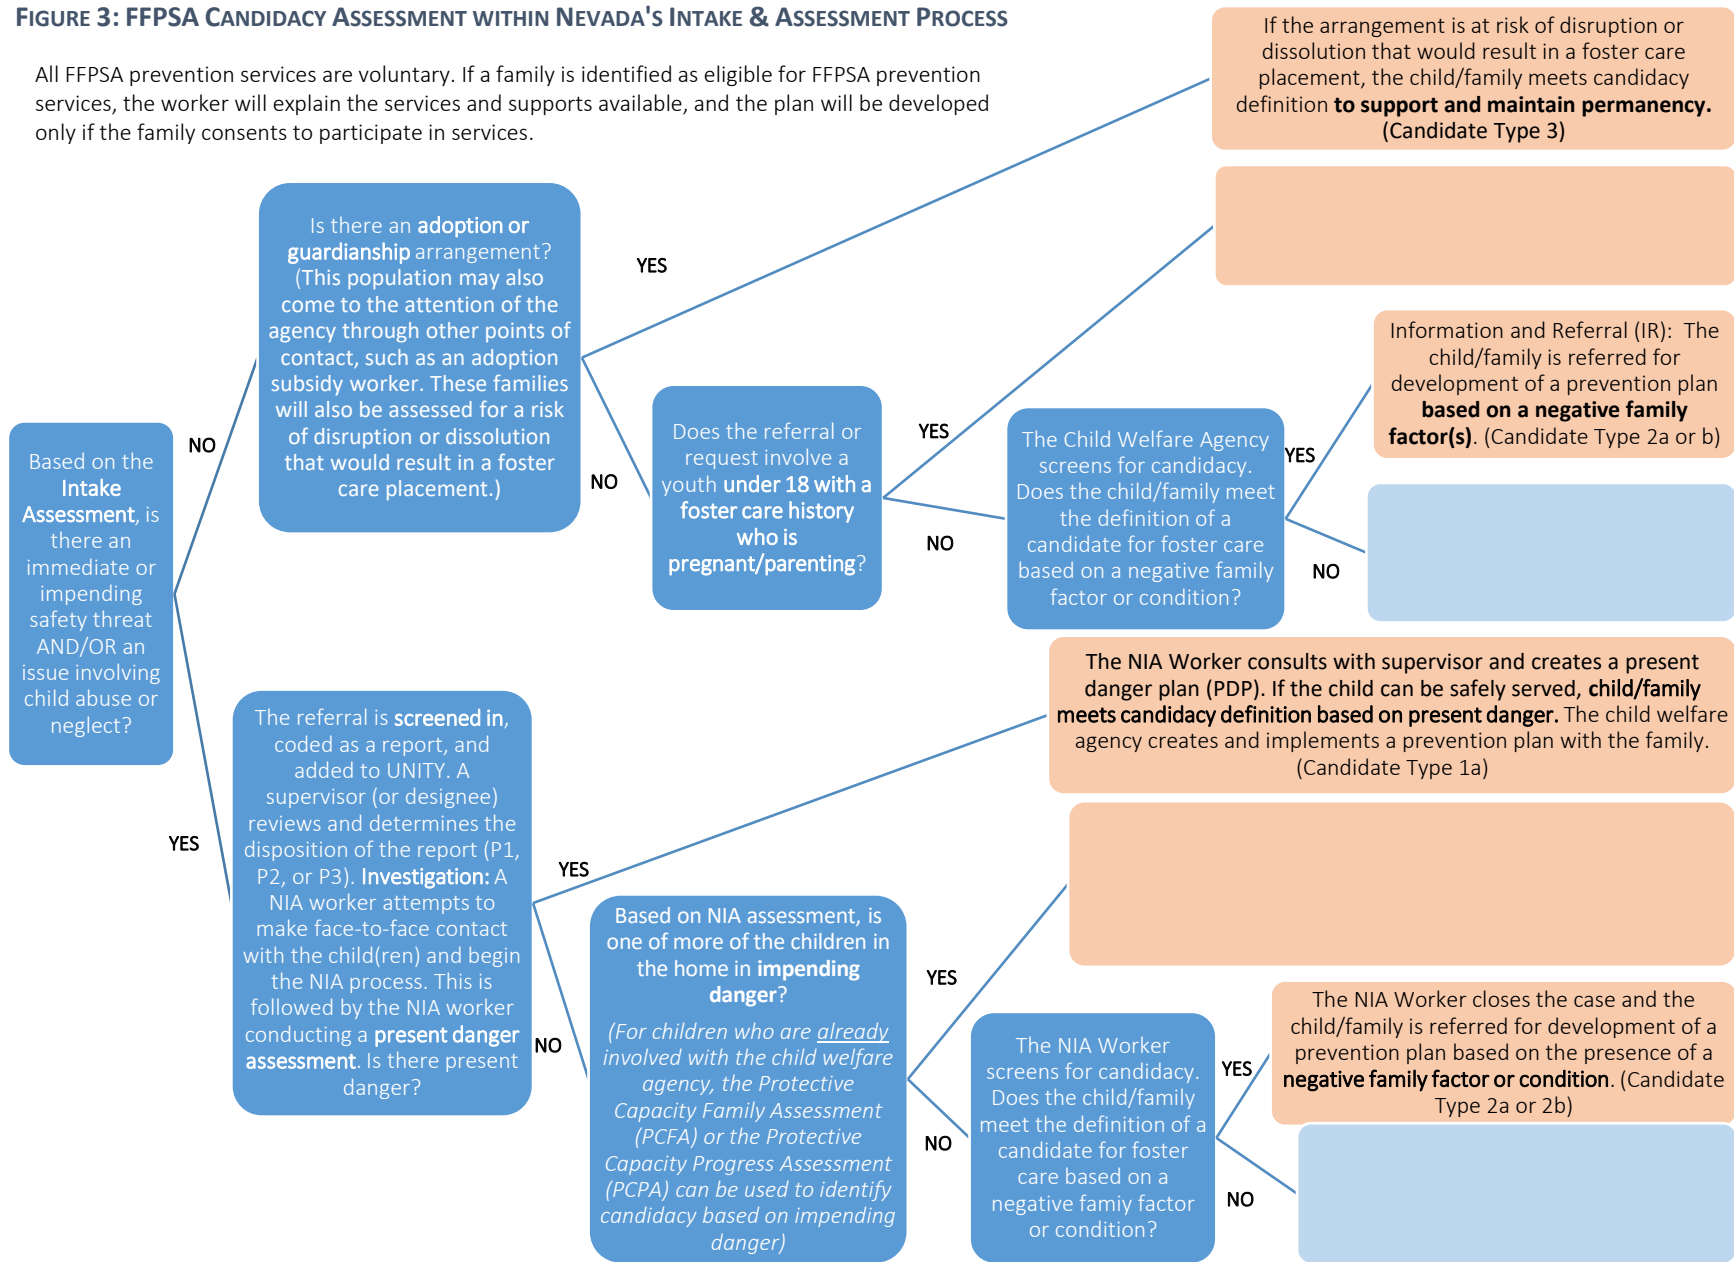 FIGURE 3: FFPSA CANDIDACY ASSESSMENT WITHIN NEVADA'S INTAKE & ASSESSMENT PROCESS
All FFPSA prevention services are voluntary. If a family is identified as eligible for FFPSA prevention
services, the worker will explain the services and supports available, and the plan will be developed
only if the family consents to participate in services.
If the arrangement is at risk of disruption or
dissolution that would result in a foster care
placement, the child/family meets candidacy
definition to support and maintain permanency.
(Candidate Type 3)
Is there an adoption or
guardianship arrangement?
(This population may also
come to the attention of the
agency through other points of
contact, such as an adoption
subsidy worker. These families
will also be assessed for a risk
of disruption or dissolution
that would result in a foster
care placement.)
YES
NO
NO
Does the referral or
request involve a
youth under 18 with a
foster care history
who is
pregnant/parenting?
YES
NO
The Child Welfare Agency
screens for candidacy.
Does the child/family meet
the definition of a
candidate for foster care
based on a negative family
factor or condition?
YES
NO
Information and Referral (IR): The
child/family is referred for
development of a prevention plan
based on a negative family
factor(s). (Candidate Type 2a or b)
Based on the
Intake
Assessment, is
there an
immediate or
impending
safety threat
AND/OR an
issue involving
child abuse or
neglect?
YES
The referral is screened in,
coded as a report, and
added to UNITY. A
supervisor (or designee)
reviews and determines the
disposition of the report (P1,
P2, or P3). Investigation: A
NIA worker attempts to
make face-to-face contact
with the child(ren) and begin
the NIA process. This is
followed by the NIA worker
conducting a present danger
assessment. Is there present
danger?
YES
NO
The NIA Worker consults with supervisor and creates a present
danger plan (PDP). If the child can be safely served, child/family
meets candidacy definition based on present danger. The child welfare
agency creates and implements a prevention plan with the family.
(Candidate Type 1a)
Based on NIA assessment, is
one of more of the children in
the home in impending
danger?
(For children who are already
involved with the child welfare
agency, the Protective
Capacity Family Assessment
(PCFA) or the Protective
Capacity Progress Assessment
(PCPA) can be used to identify
candidacy based on impending
danger)
YES
NO
The NIA Worker
screens for candidacy.
Does the child/family
meet the definition of a
candidate for foster
care based on a
negative famiy factor
or condition?
YES
NO
The NIA Worker closes the case and the
child/family is referred for development of a
prevention plan based on the presence of a
negative family factor or condition. (Candidate
Type 2a or 2b)